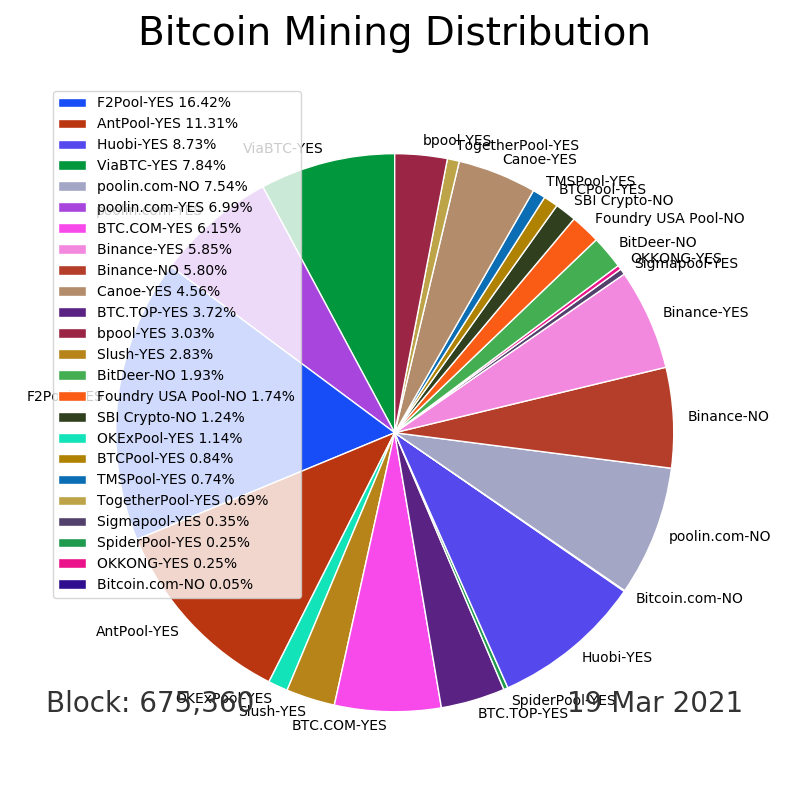 Bitcoin Mining Distribution
F2Pool-YES 16.42%
AntPool-YES 11.31%
Huobi-YES 8.73%
ViaBTC-YES 7.84%
poolin.com-NO 7.54%
poolin.com-YES 6.99%
BTC.COM-YES 6.15%
Binance-YES 5.85%
Binance-NO 5.80%
Canoe-YES 4.56%
BTC.TOP-YES 3.72%
bpool-YES 3.03%
Slush-YES 2.83%
BitDeer-NO 1.93%
Foundry USA Pool-NO 1.74%
SBI Crypto-NO 1.24%
OKExPool-YES 1.14%
BTCPool-YES 0.84%
TMSPool-YES 0.74%
TogetherPool-YES 0.69%
Sigmapool-YES 0.35%
SpiderPool-YES 0.25%
OKKONG-YES 0.25%
Bitcoin.com-NO 0.05%
bpool-YES
TogetherPool-YES
Canoe-YES
TMSPool-YES
BTCPool-YES
SBI Crypto-NO
Foundry USA Pool-NO
BitDeer-NO
OKKONG-YES
Sigmapool-YES
Binance-YES
Binance-NO
poolin.com-NO
Bitcoin.com-NO
Huobi-YES
SpiderPool-YES
BTC.TOP-YES
BTC.COM-YES
Slush-YES
OKExPool-YES
AntPool-YES
F2Pool-YES
poolin.com-YES
ViaBTC-YES
Block: 675,360
19 Mar 2021